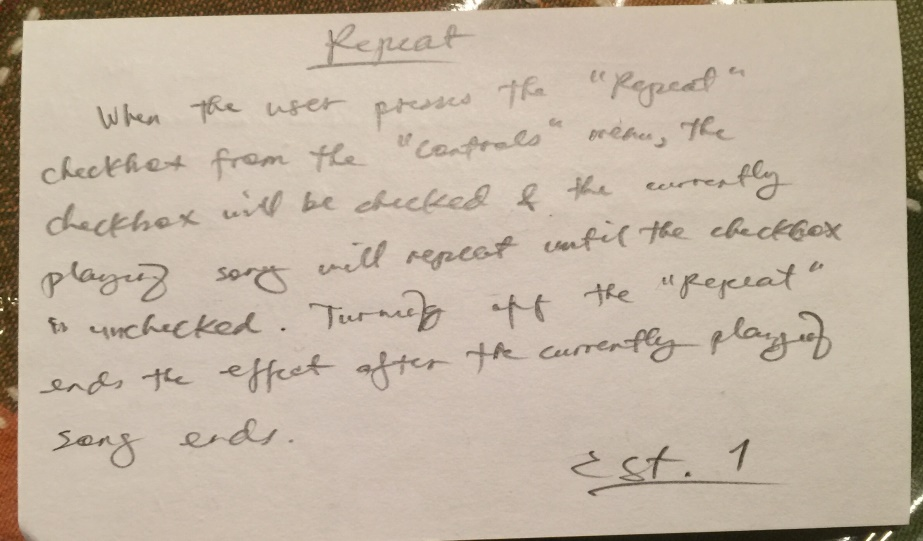 Repeat
When the user presses the "Repeat"
checkbox from the "Controls" menu, the
checkbox will be checked & the currently
playing song will repeat until the checkbox
is unchecked. Turning off the "Repeat"
ends the effect after the currently playing
song ends.
Est. 1